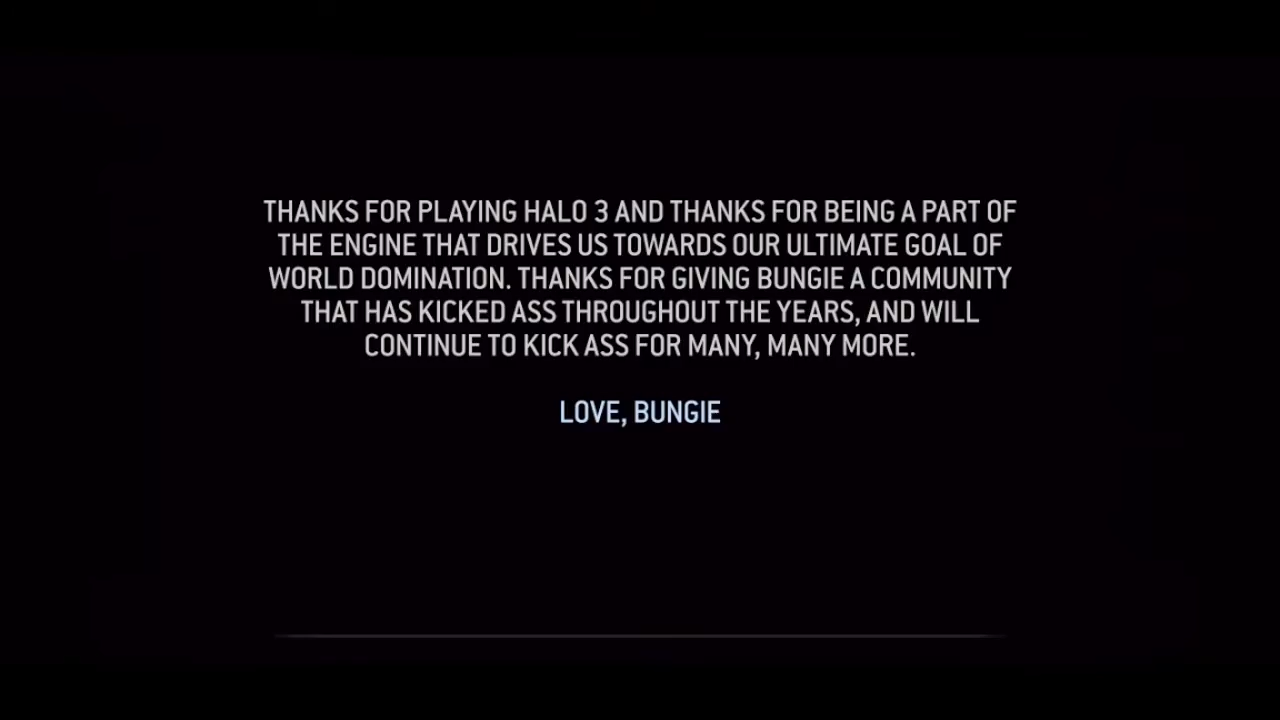 THANKS FOR PLAYING HALO 3 AND THANKS FOR BEING A PART OF
THE ENGINE THAT DRIVES US TOWARDS OUR ULTIMATE GOAL OF
WORLD DOMINATION. THANKS FOR GIVING BUNGIE A COMMUNITY
THAT HAS KICKED ASS THROUGHOUT THE YEARS, AND WILL
CONTINUE TO KICK ASS FOR MANY, MANY MORE.
LOVE, BUNGIE